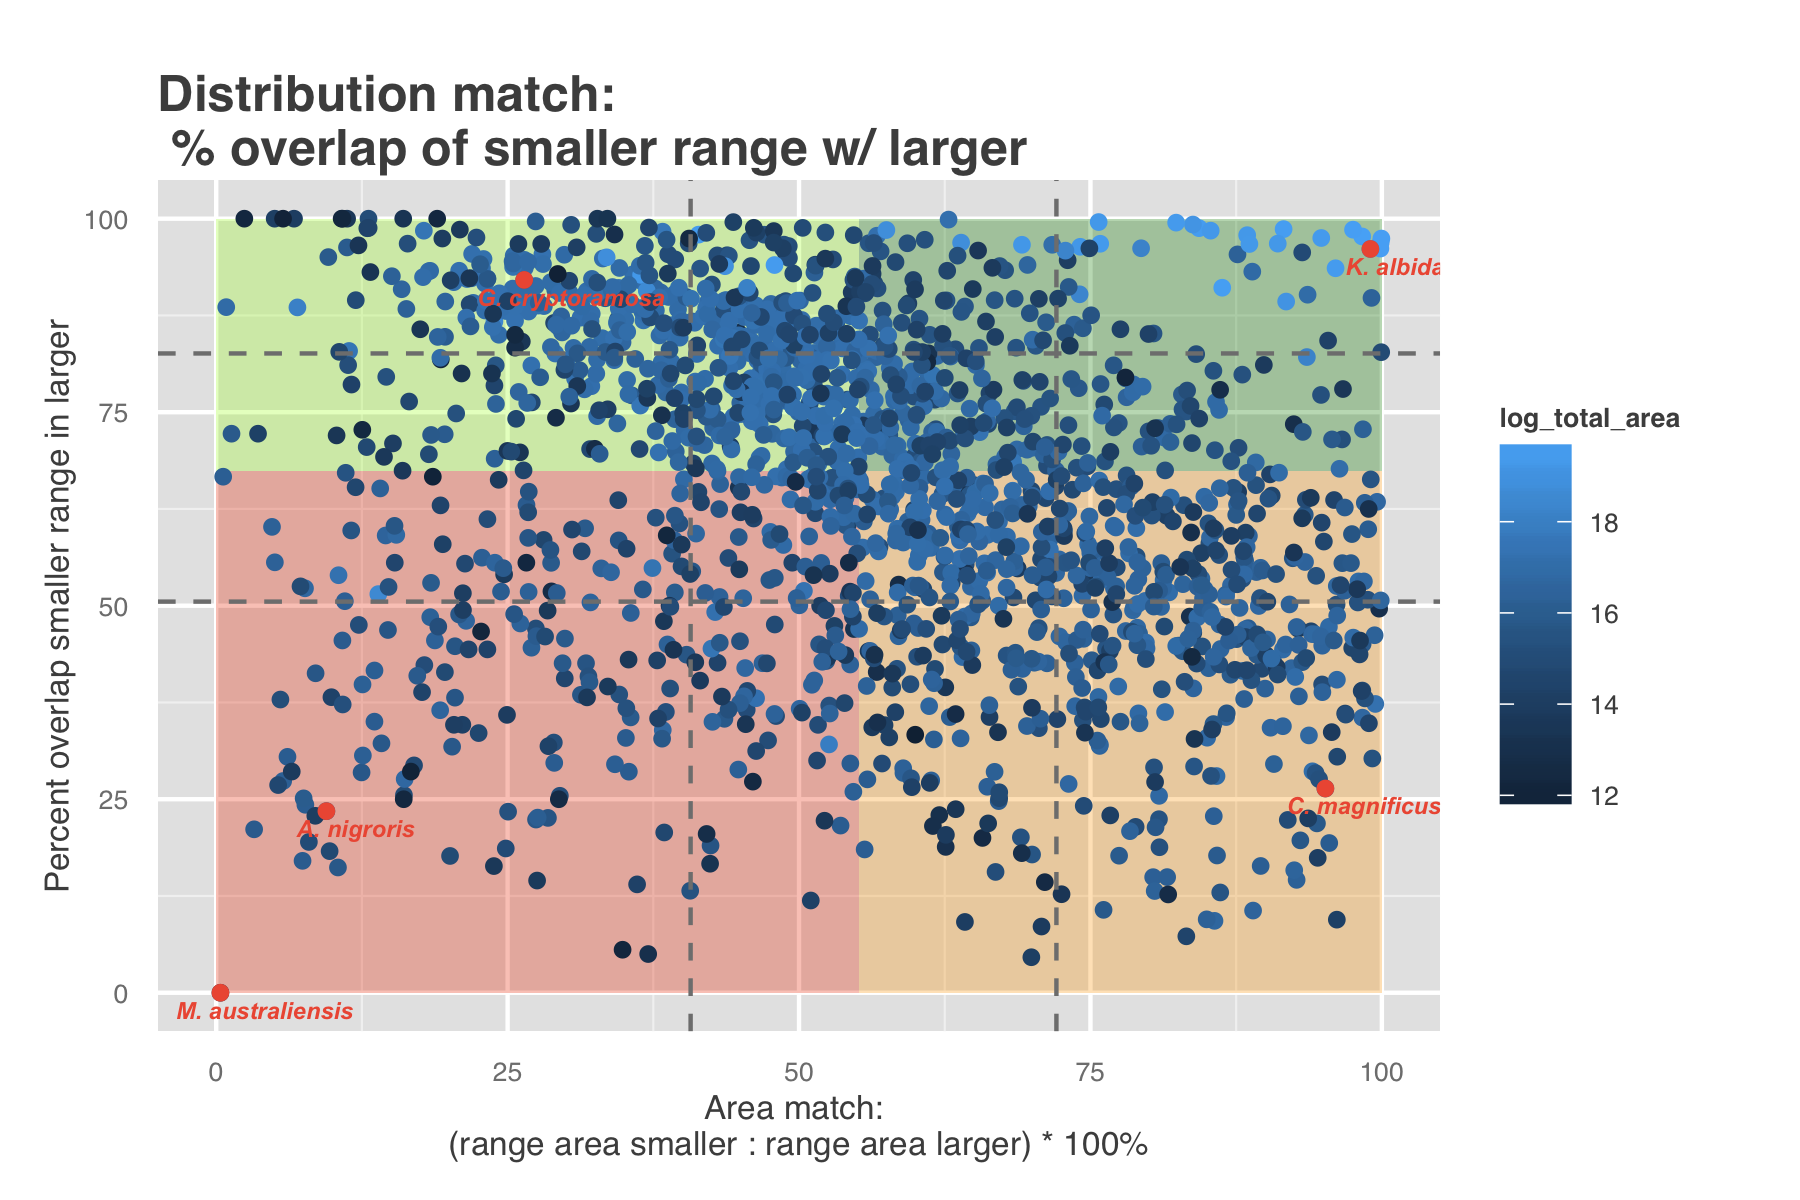 Distribution match:
% overlap of smaller range w/ larger
Percent overlap smaller range in larger
100
75
50
25
0
K. albida
G. cryptoramosa
C. magnificus
A. nigroris
M. australiensis
0
25
50
75
100
Area match:
(range area smaller : range area larger) * 100%
log_total_area
18
16
14
12